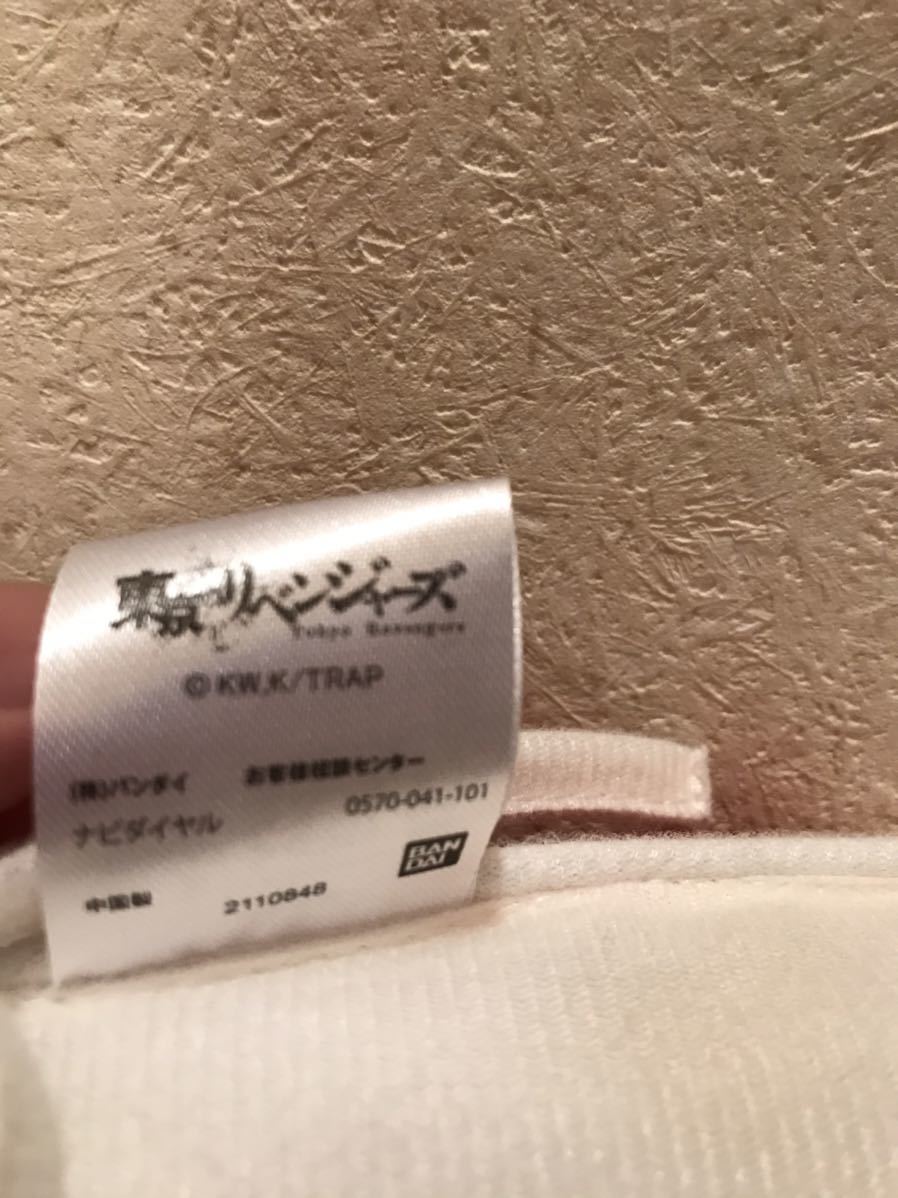 東京リベンジャーズ
Tokyo Revengers
© KW,K/TRAP
(株)バンダイ お客様相談センター
ナビダイヤル 0570-041-101
BAN
DAI
中国製 2110848